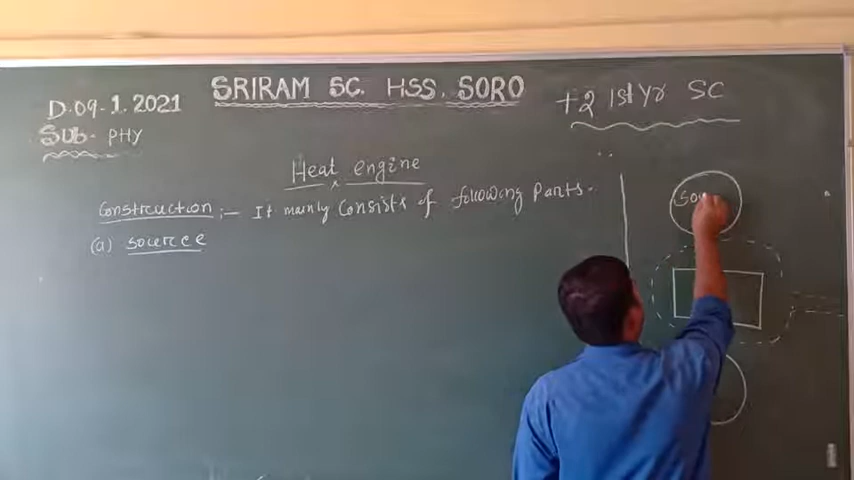 SRIRAM SC. HSS. SORO
D.09.1.2021
+2 1st Yr SC
Sub- PHY
Heat engine
Construction :- It mainly Consists of following Parts.
(a) source
Sou